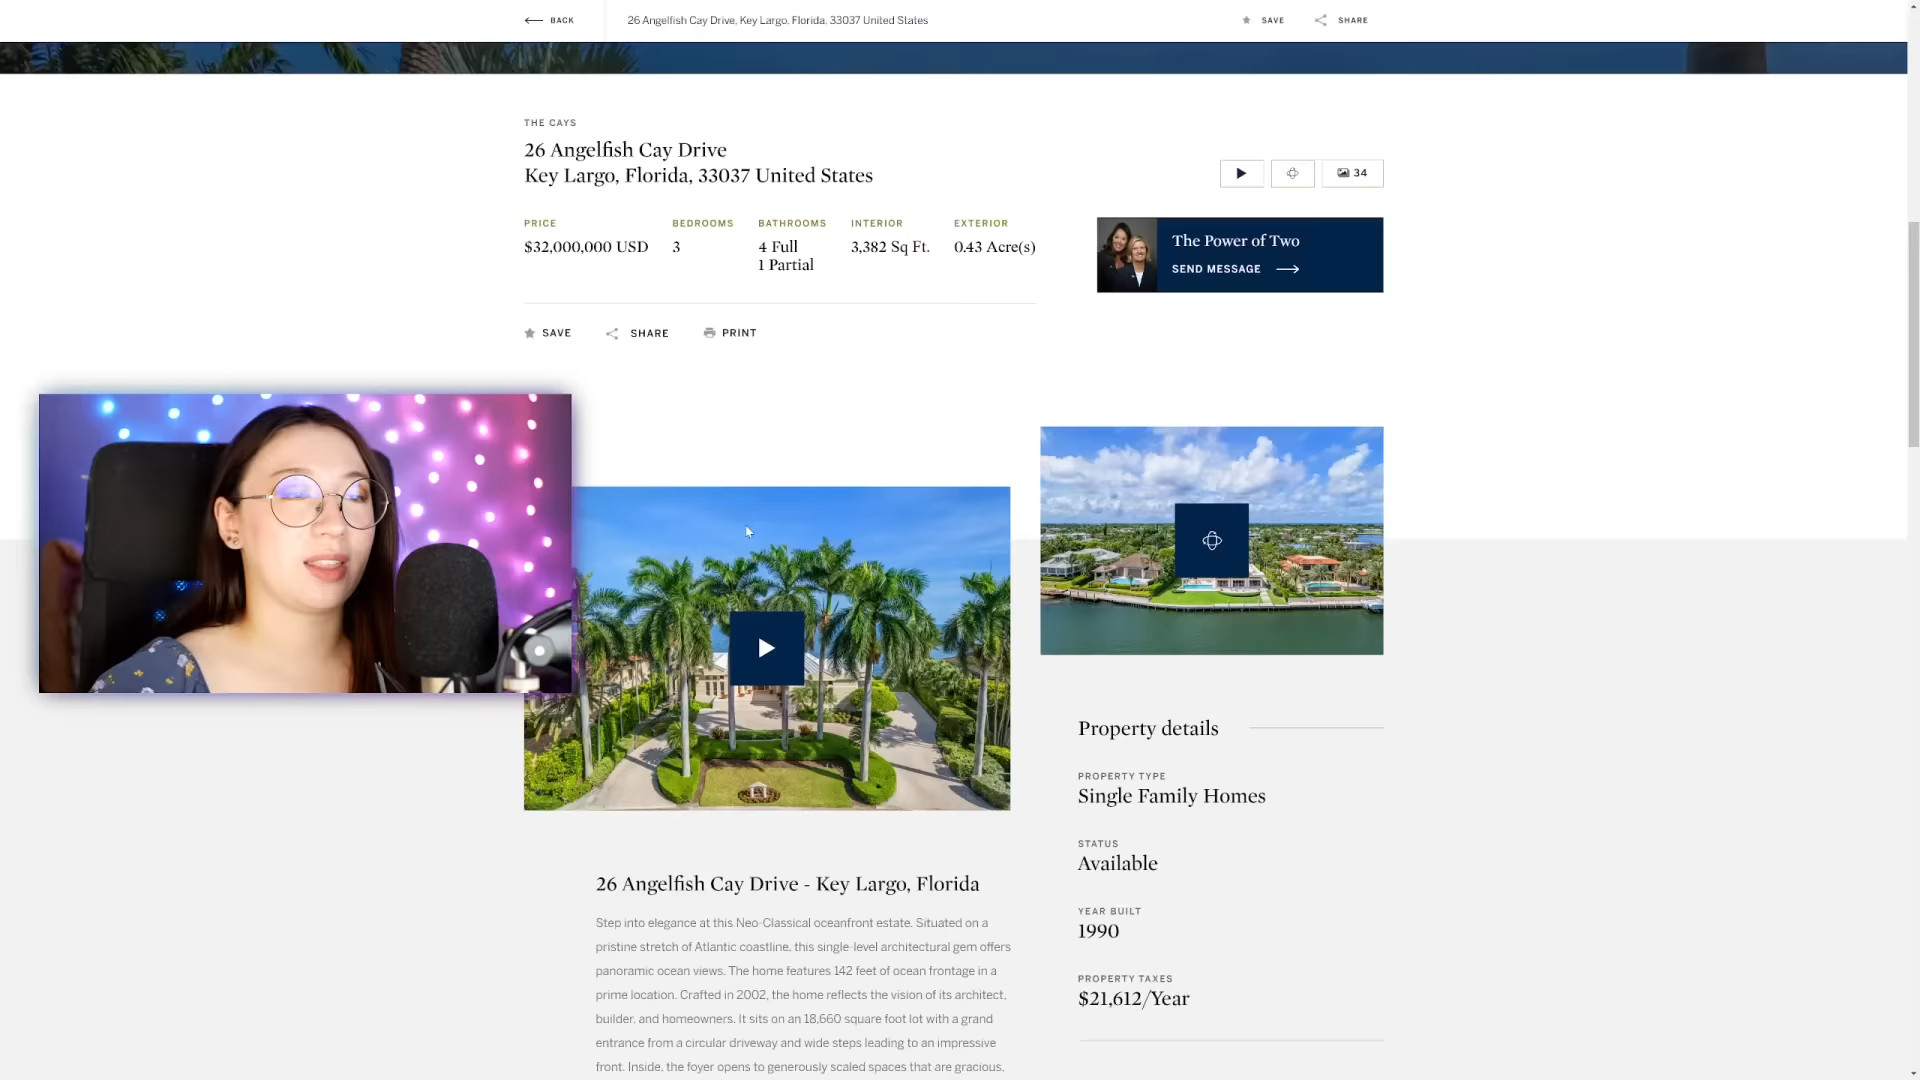 BACK
26 Angelfish Cay Drive, Key Largo, Florida, 33037 United States
SAVE
SHARE
THE CAYS
26 Angelfish Cay Drive
Key Largo, Florida, 33037 United States
34
PRICE
$32,000,000 USD
BEDROOMS
3
BATHROOMS
4 Full
1 Partial
INTERIOR
3,382 Sq Ft.
EXTERIOR
0.43 Acre(s)
The Power of Two
SEND MESSAGE
SAVE
SHARE
PRINT
26 Angelfish Cay Drive - Key Largo, Florida
Step into elegance at this Neo-Classical oceanfront estate. Situated on a
pristine stretch of Atlantic coastline, this single-level architectural gem offers
panoramic ocean views. The home features 142 feet of ocean frontage in a
prime location. Crafted in 2002, the home reflects the vision of its architect,
builder, and homeowners. It sits on an 18,660 square foot lot with a grand
entrance from a circular driveway and wide steps leading to an impressive
front. Inside, the foyer opens to generously scaled spaces that are gracious,
Property details
PROPERTY TYPE
Single Family Homes
STATUS
Available
YEAR BUILT
1990
PROPERTY TAXES
$21,612/Year